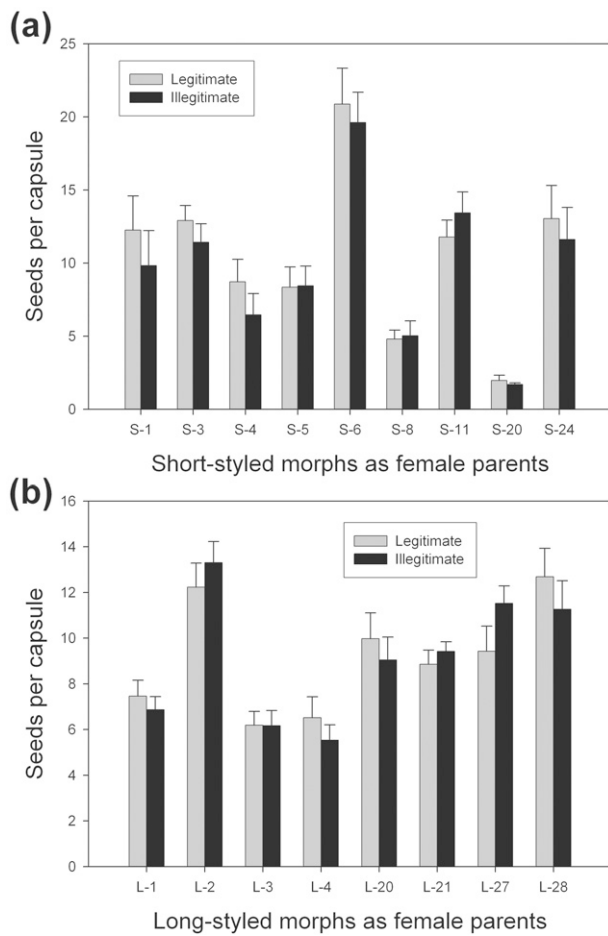 (a)
25
20
15
10
5
0
Seeds per capsule
Legitimate
Illegitimate
S-1 S-3 S-4 S-5 S-6 S-8 S-11 S-20 S-24
Short-styled morphs as female parents
(b)
16
14
12
10
8
6
4
2
0
Seeds per capsule
Legitimate
Illegitimate
L-1 L-2 L-3 L-4 L-20 L-21 L-27 L-28
Long-styled morphs as female parents